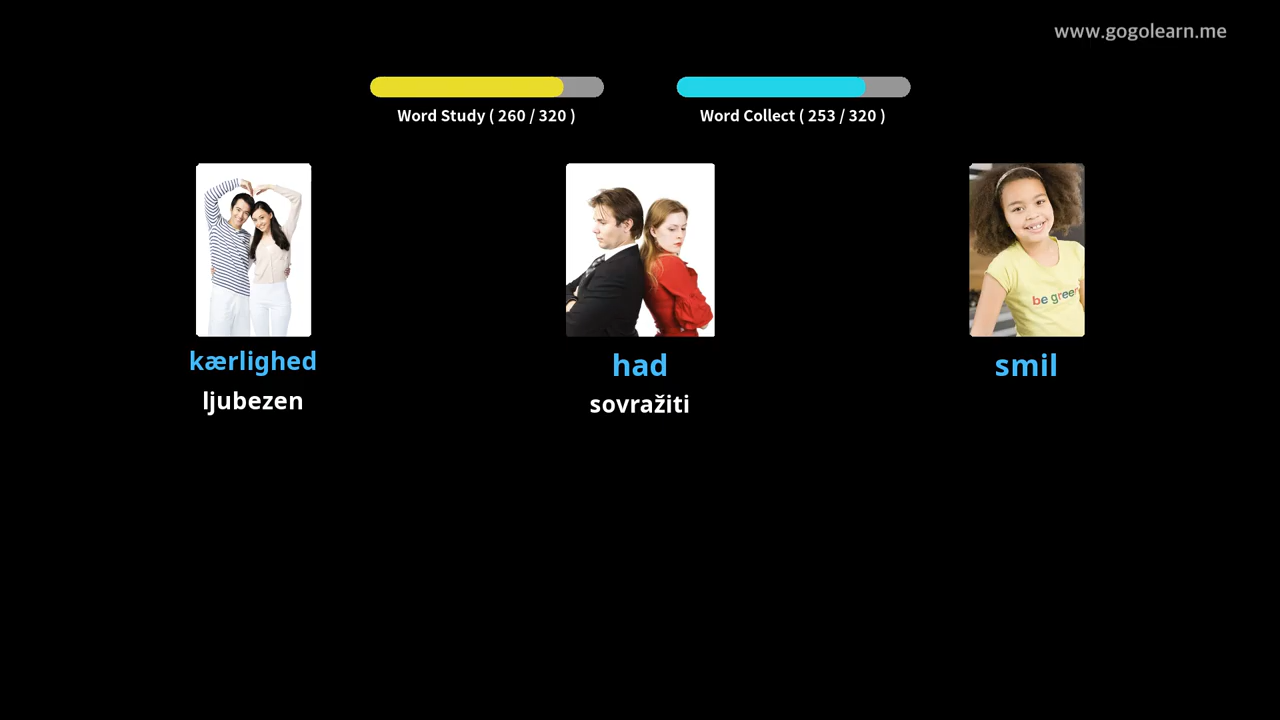 www.gogolearn.me
Word Study ( 260 / 320 )
Word Collect ( 253 / 320 )
be green
kærlighed
had
smil
ljubezen
sovražiti